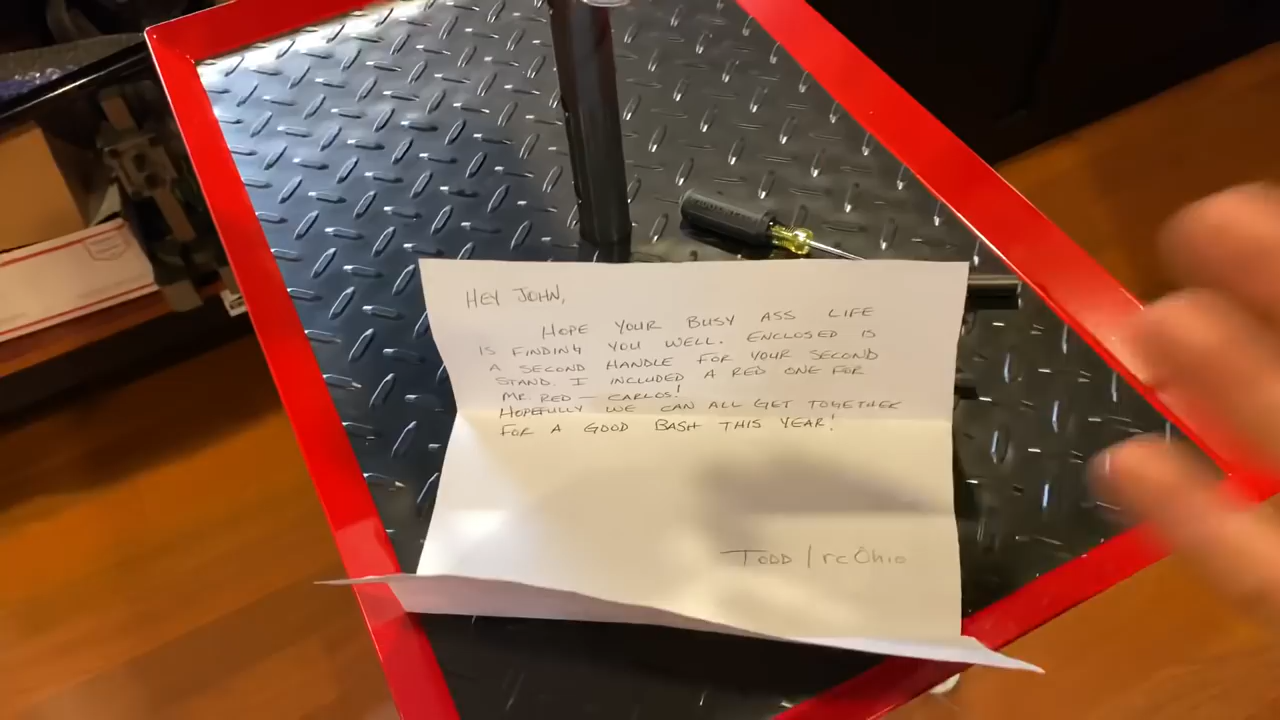 HEY JOHN,
HOPE YOUR BUSY ASS LIFE
IS FINDING YOU WELL. ENCLOSED IS
A SECOND HANDLE FOR YOUR SECOND
STAND. I INCLUDED A RED ONE FOR
MR. RED — CARLOS!
HOPEFULLY WE CAN ALL GET TOGETHER
FOR A GOOD BASH THIS YEAR!
TODD / rcOhio